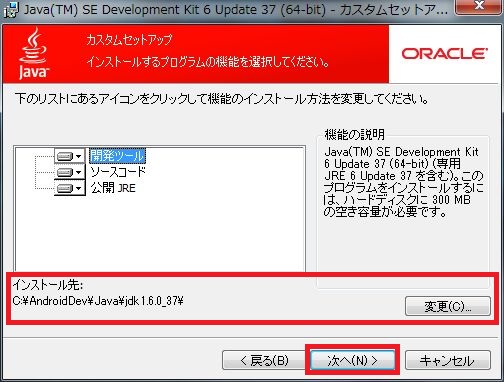 Java(TM) SE Development Kit 6 Update 37 (64-bit) - カスタムセットア...
Java
カスタムセットアップ
インストールするプログラムの機能を選択してください。
ORACLE
下のリストにあるアイコンをクリックして機能のインストール方法を変更してください。
開発ツール
ソースコード
公開 JRE
機能の説明
Java(TM) SE Development Kit
6 Update 37 (64-bit) (専用
JRE 6 Update 37 を含む)。この
プログラムをインストールするに
は、ハードディスクに 300 MB
の空き容量が必要です。
インストール先:
C:¥AndroidDev¥Java¥jdk1.6.0_37¥
変更(C)...
< 戻る(B)
次へ(N) >
キャンセル